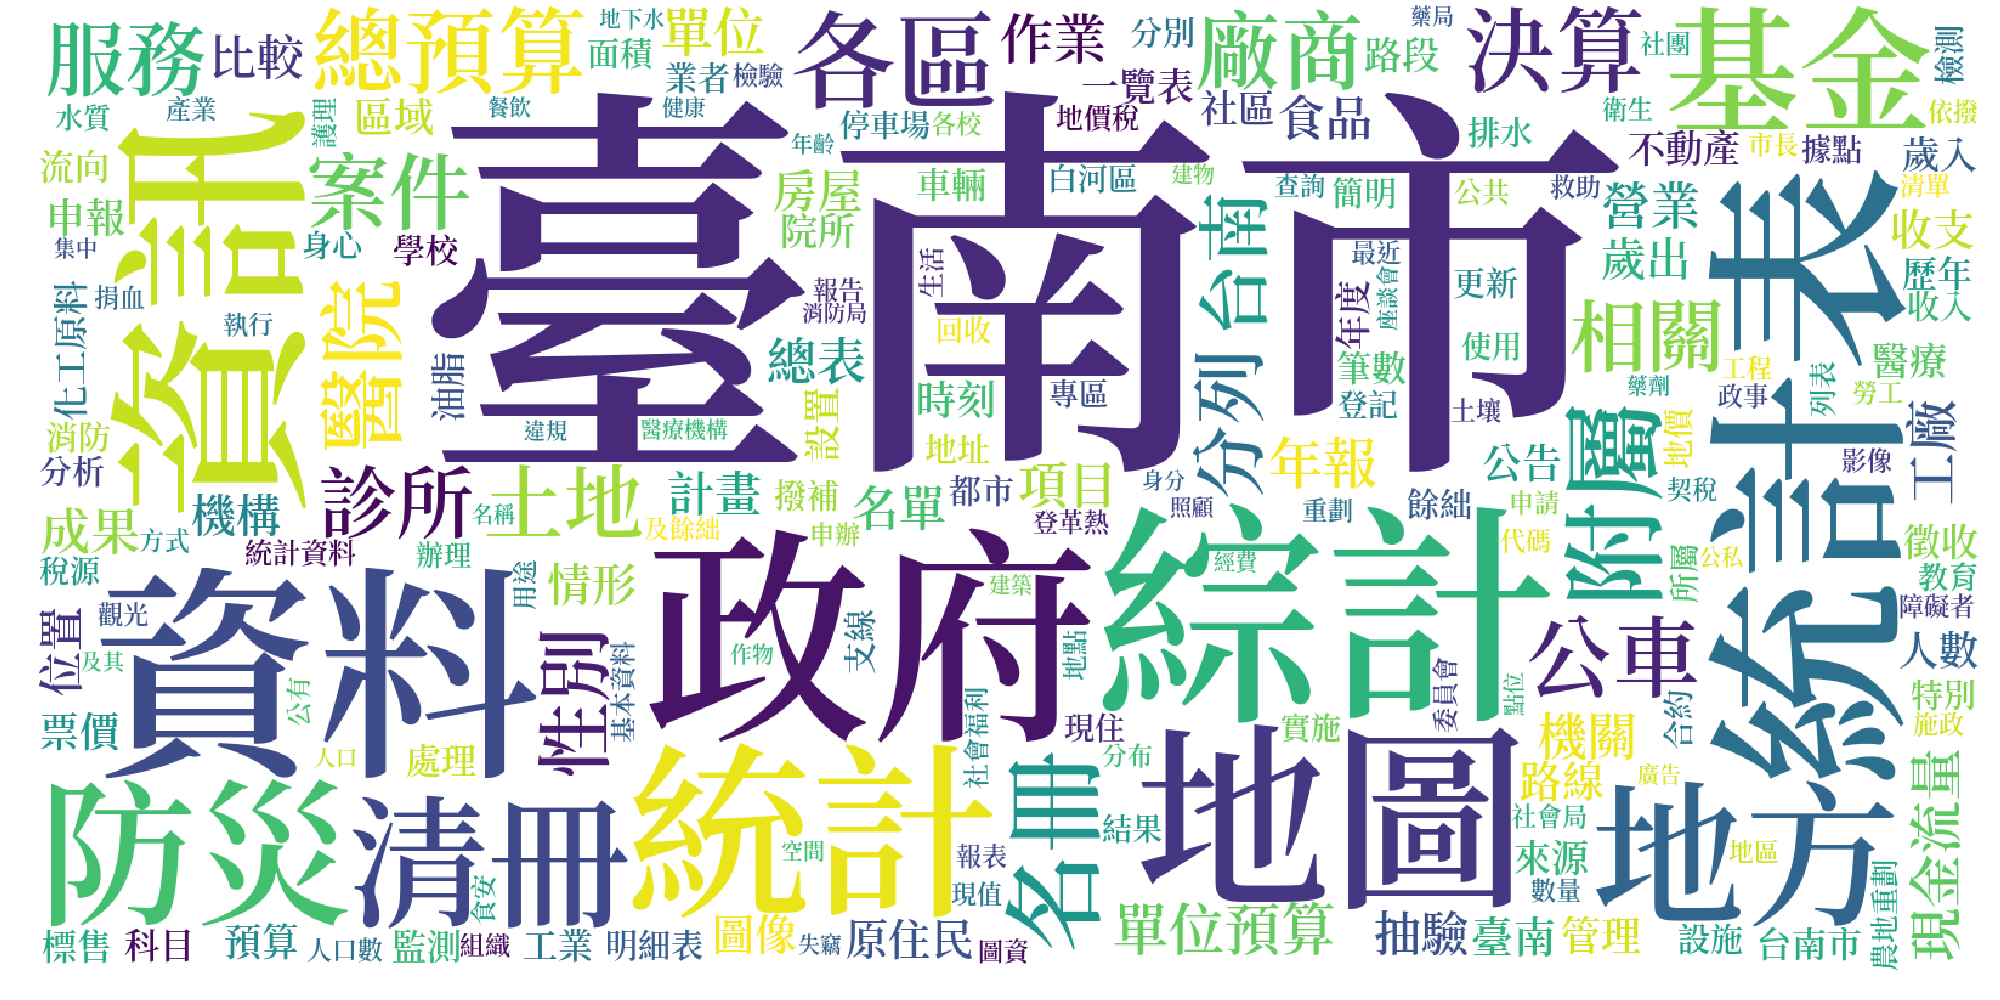 服務
比較
總預算
地下水
單位
面積
各區
作業
分別
廠商
藥局
路段
決算
社團
基金
檢測
水質
產業
護理
區域
餐飲
業者
檢驗
健康
停車場
各校
一覽表
地價稅
社區
食品
排水
衛生
依撥
流向
資訊
案件
臺南市
年齡
房屋
車輛
白河區
建物
查詢
簡明
公共
救助
不動產
市長
據點
歲入
清單
申報
集中
身心
學校
院所
生活
台南
最近
營業
歲出
統計表
收支
歷年
收入
化工原料
捐血
執行
醫院
油脂
報告
消防局
總表
回收
年度
座談會
更新
使用
相關
醫療
消防
分析
違規
醫療機構
設置
時刻
專區
地址
分列
筆數
登記
土壤
藥劑
工程
政事
列表
勞工
附屬
地價
影像
工廠
成果
機構
方式
診所
名稱
土地
計畫
及餘絀
撥補
申辦
名單
都市
項目
登革熱
身分
照顧
年報
重劃
餘絀
公告
申請
代碼
契稅
所屬
公私
徵收
教育
稅源
統計資料
辦理
用途
情形
政府
建築
綜計
經費
障礙者
人數
位置
觀光
及其
資料
公有
性別
基本資料
作物
支線
地點
委員會
點位
公車
合約
特別
施政
票價
人口
處理
統計
社會福利
現住
分布
實施
機關
路線
廣告
現金流量
防災
清冊
食安
空間
報表
現值
名冊
結果
地圖
社會局
來源
數量
地方
地區
農地重劃
標售
科目
預算
人口數
監測
組織
工業
明細表
圖像
失竊
原住民
圖資
單位預算
抽驗
臺南
管理
設施
台南市